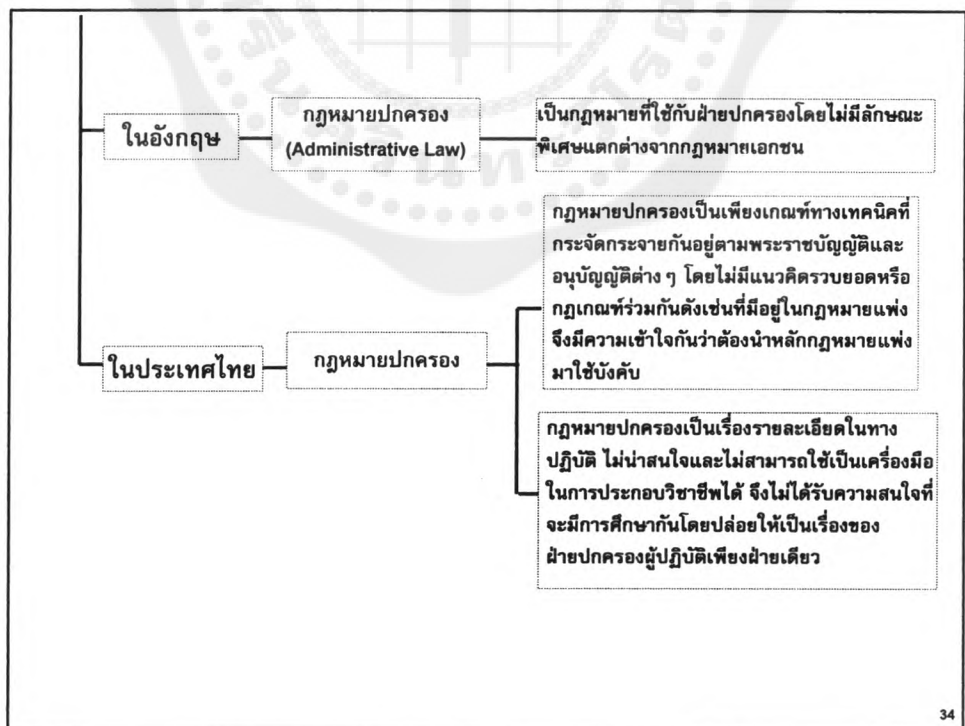 ในอังกฤษ
กฎหมายปกครอง
(Administrative Law)
เป็นกฎหมายที่ใช้กับฝ่ายปกครองโดยไม่มีลักษณะ
พิเศษแตกต่างจากกฎหมายเอกชน
ในประเทศไทย
กฎหมายปกครอง
กฎหมายปกครองเป็นเพียงเกณฑ์ทางเทคนิคที่
กระจัดกระจายกันอยู่ตามพระราชบัญญัติและ
อนุบัญญัติต่าง ๆ โดยไม่มีแนวคิดรวบยอดหรือ
กฎเกณฑ์ร่วมกันดังเช่นที่มีอยู่ในกฎหมายแพ่ง
จึงมีความเข้าใจกันว่าต้องนำหลักกฎหมายแพ่ง
มาใช้บังคับ
กฎหมายปกครองเป็นเรื่องรายละเอียดในทาง
ปฏิบัติ ไม่น่าสนใจและไม่สามารถใช้เป็นเครื่องมือ
ในการประกอบวิชาชีพได้ จึงไม่ได้รับความสนใจที่
จะมีการศึกษากันโดยปล่อยให้เป็นเรื่องของ
ฝ่ายปกครองผู้ปฏิบัติเพียงฝ่ายเดียว
34